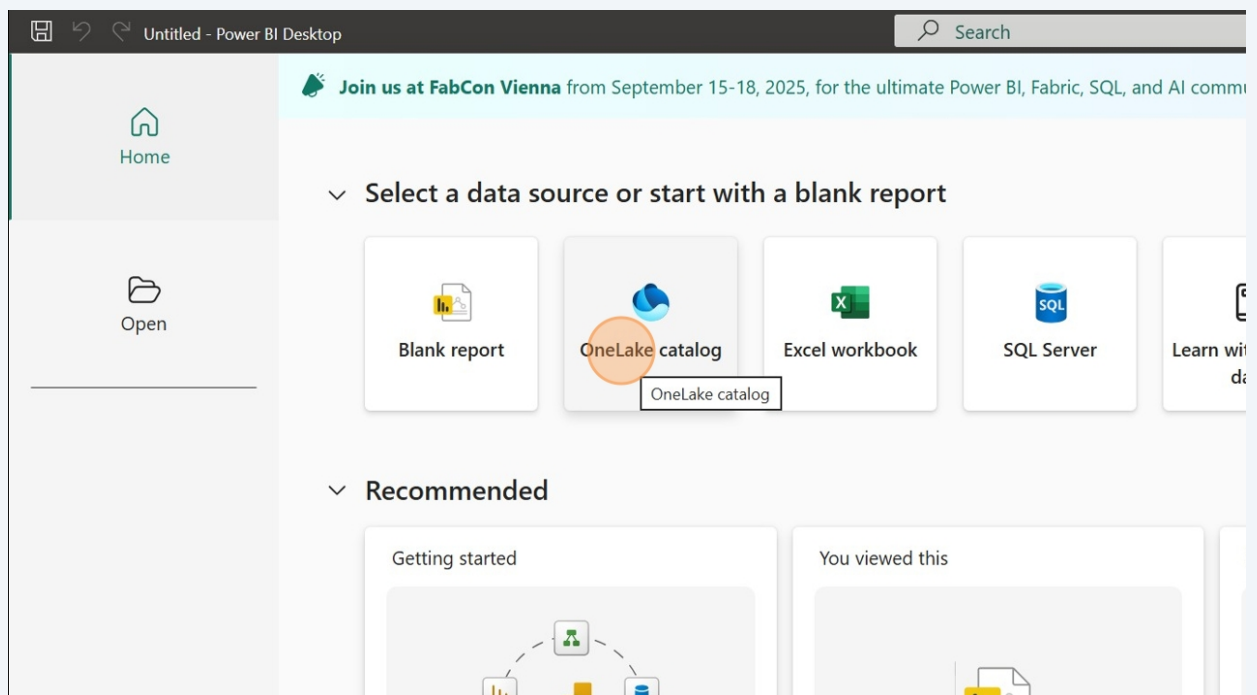 Untitled - Power BI Desktop
Search
Join us at FabCon Vienna from September 15-18, 2025, for the ultimate Power BI, Fabric, SQL, and AI
Home
Select a data source or start with a blank report
Open
Blank report
OneLake catalog
Excel workbook
SQL
SQL Server
Learn
OneLake catalog
Recommended
Getting started
You viewed this